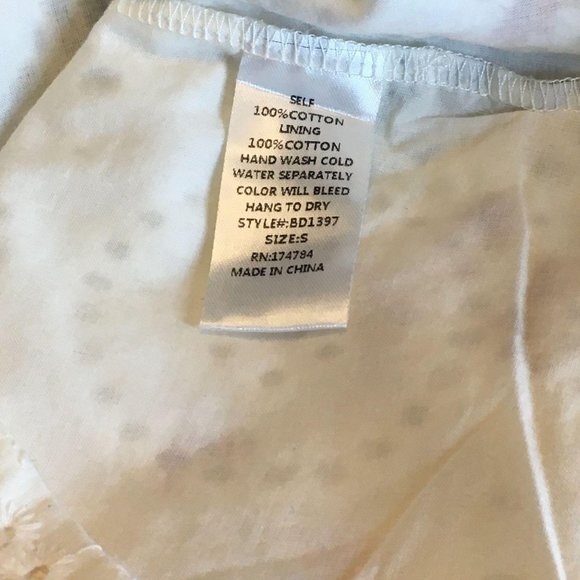 SELF
100%COTTON
LINING
100%COTTON
HAND WASH COLD
WATER SEPARATELY
COLOR WILL BLEED
HANG TO DRY
STYLE#:BD1397
SIZE:S
RN:174784
MADE IN CHINA